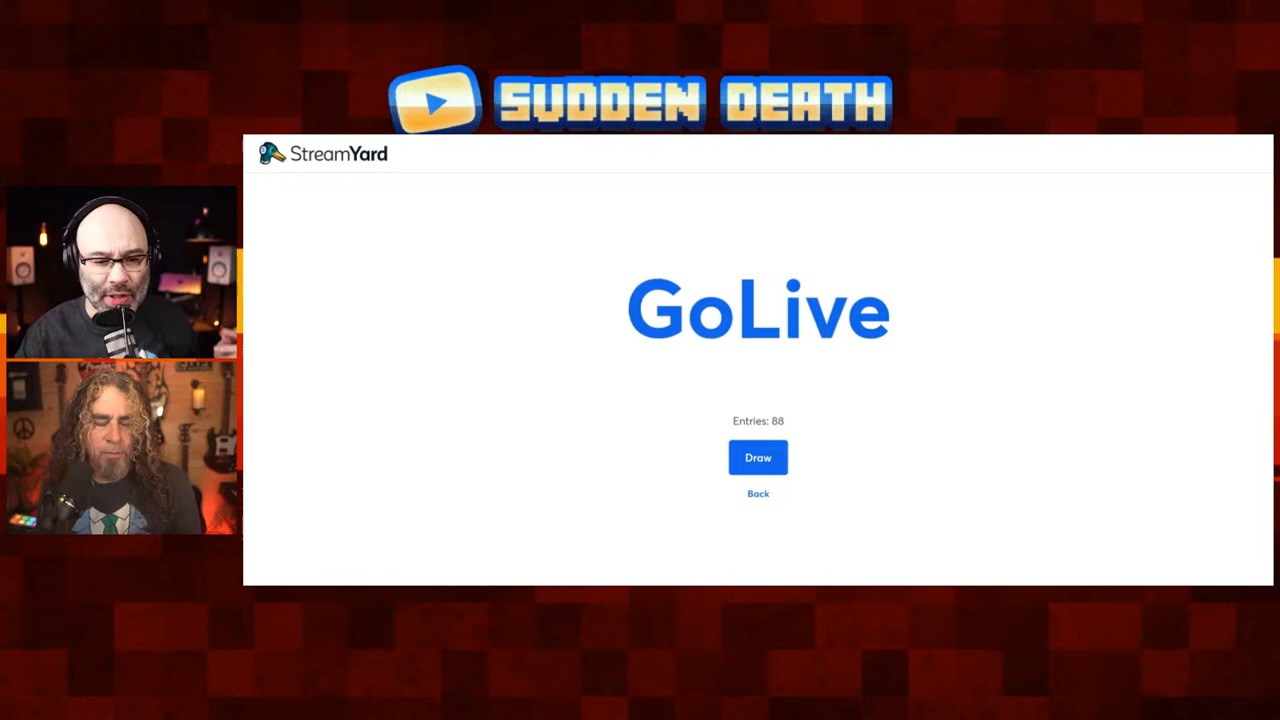 SUDDEN DEATH
StreamYard
GoLive
Entries: 88
Draw
Back